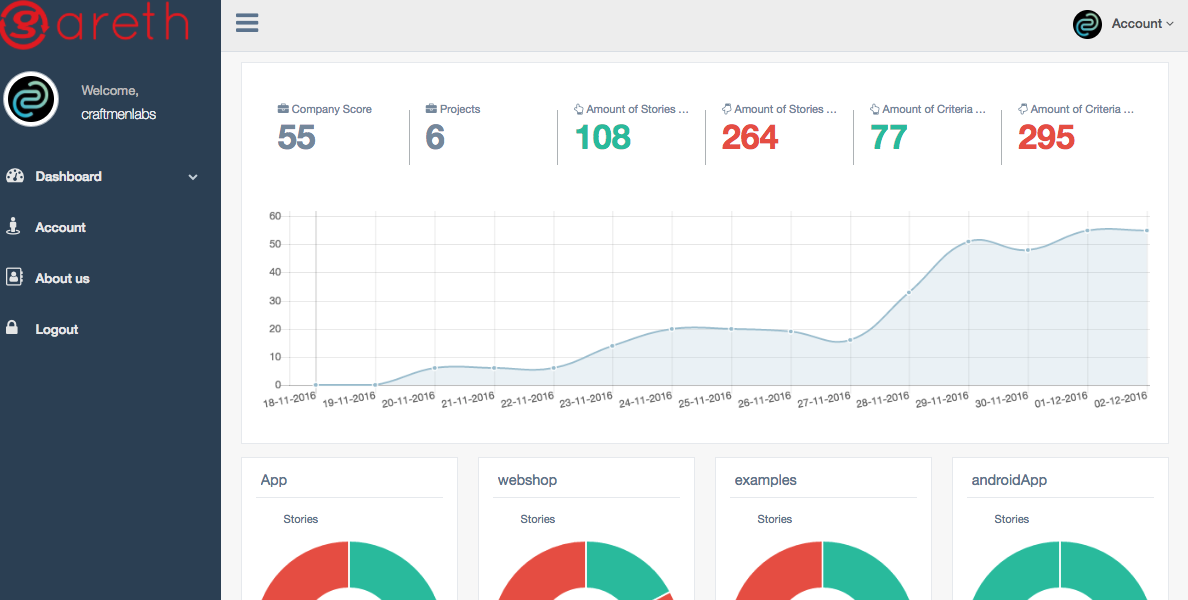 gareth
Account
Welcome,
craftmenlabs
Dashboard
Account
About us
Logout
Company Score
55
Projects
6
Amount of Stories ...
108
Amount of Stories ...
264
Amount of Criteria ...
77
Amount of Criteria ...
295
60
50
40
30
20
10
0
18-11-2016 19-11-2016 20-11-2016 21-11-2016 22-11-2016 23-11-2016 24-11-2016 25-11-2016 26-11-2016 27-11-2016 28-11-2016 29-11-2016 30-11-2016 01-12-2016 02-12-2016
App
Stories
webshop
Stories
examples
Stories
androidApp
Stories